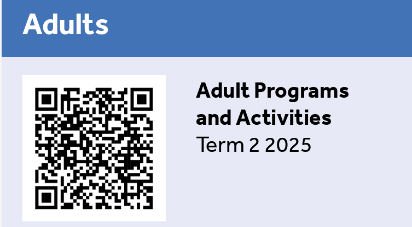 Adults
Adult Programs
and Activities
Term 2 2025